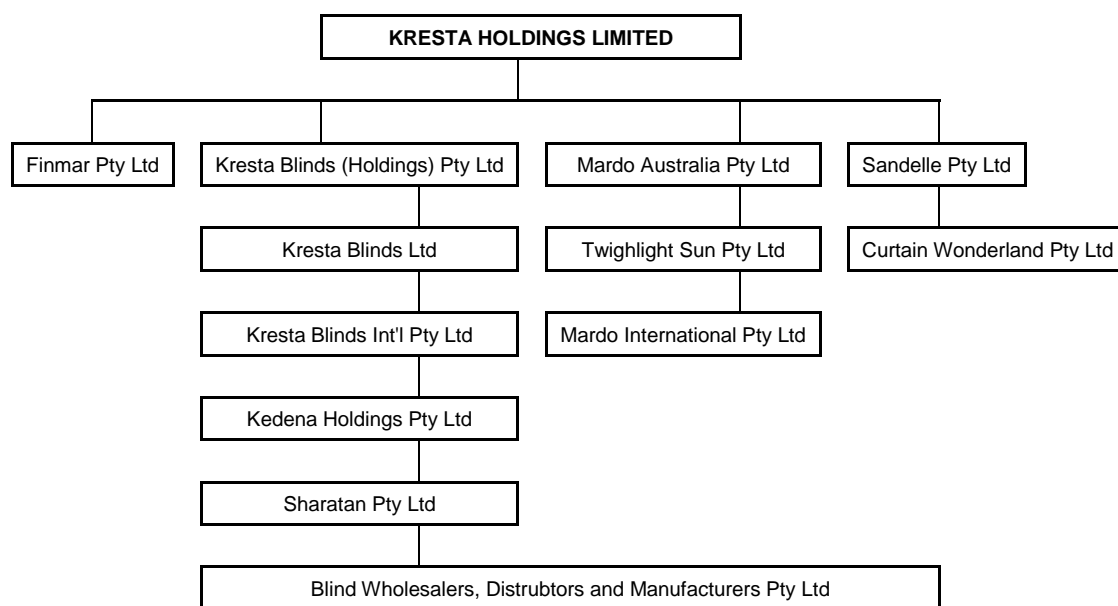 KRESTA HOLDINGS LIMITED
Finmar Pty Ltd
Kresta Blinds (Holdings) Pty Ltd
Mardo Australia Pty Ltd
Sandelle Pty Ltd
Kresta Blinds Ltd
Twighlight Sun Pty Ltd
Curtain Wonderland Pty Ltd
Kresta Blinds Int'l Pty Ltd
Mardo International Pty Ltd
Kedena Holdings Pty Ltd
Sharatan Pty Ltd
Blind Wholesalers, Distrubtors and Manufacturers Pty Ltd